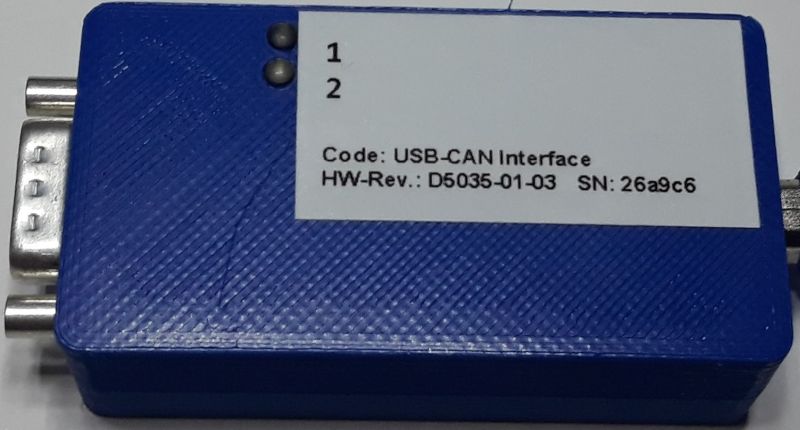 1
2
Code: USB-CAN Interface
HW-Rev.: D5035-01-03 SN: 26a9c6